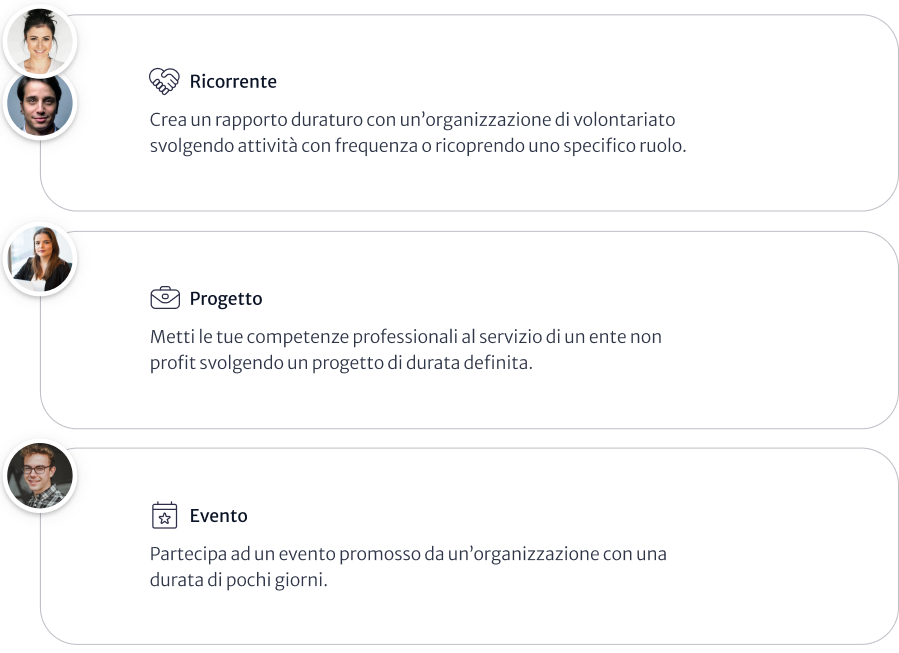 Ricorrente
Crea un rapporto duraturo con un’organizzazione di volontariato
svolgendo attività con frequenza o ricoprendo uno specifico ruolo.
Progetto
Metti le tue competenze professionali al servizio di un ente non
profit svolgendo un progetto di durata definita.
Evento
Partecipa ad un evento promosso da un’organizzazione con una
durata di pochi giorni.